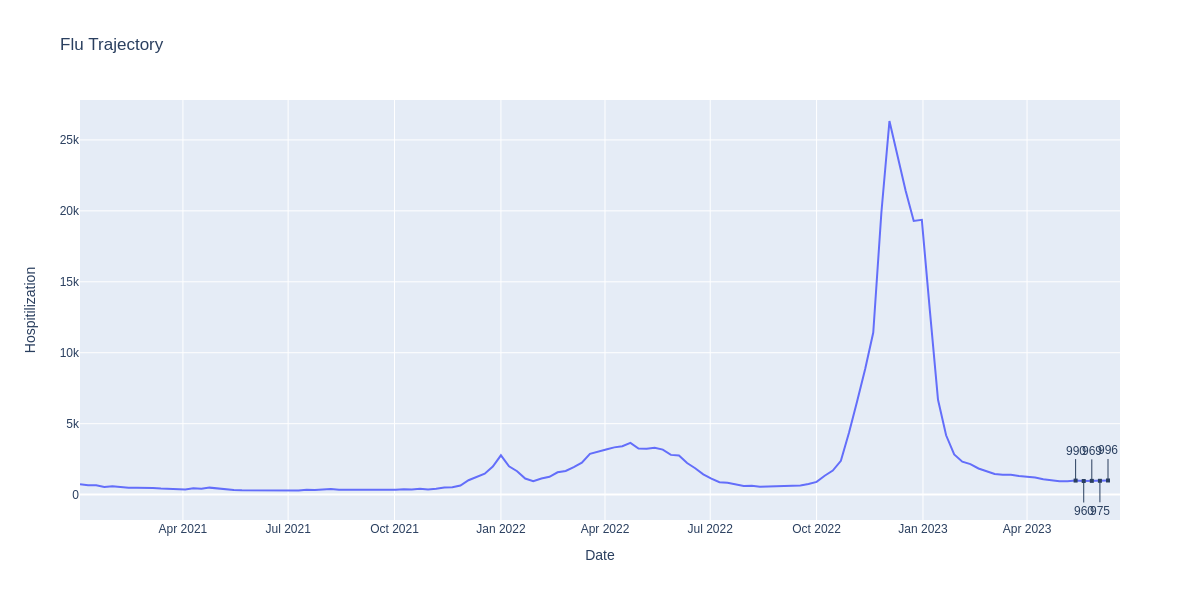 Flu Trajectory
Hospitilization
25k
20k
15k
10k
5k
0
969
996
960
975
Apr 2021
Jul 2021
Oct 2021
Jan 2022
Apr 2022
Jul 2022
Oct 2022
Jan 2023
Apr 2023
Date